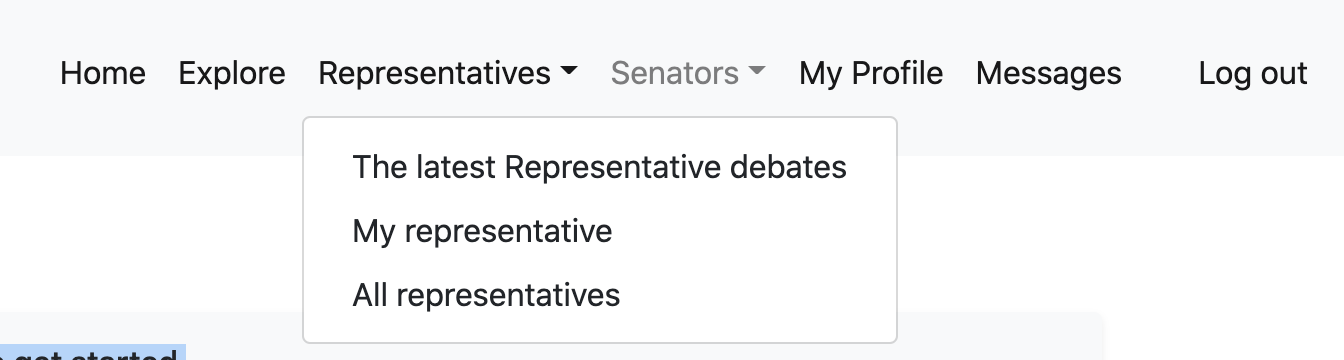 Home Explore Representatives Senators My Profile Messages Log out
The latest Representative debates
My representative
All representatives
get started